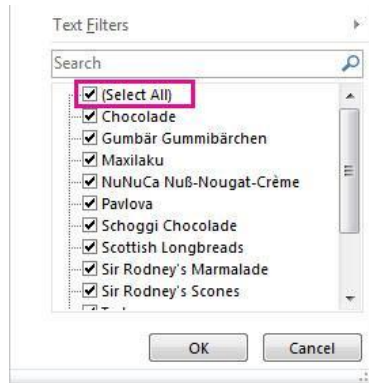 Text Filters
Search
(Select All)
Chocolade
Gumbär Gummibärchen
Maxilaku
NuNuCa Nuß-Nougat-Crème
Pavlova
Schoggi Chocolade
Scottish Longbreads
Sir Rodney's Marmalade
Sir Rodney's Scones
OK Cancel